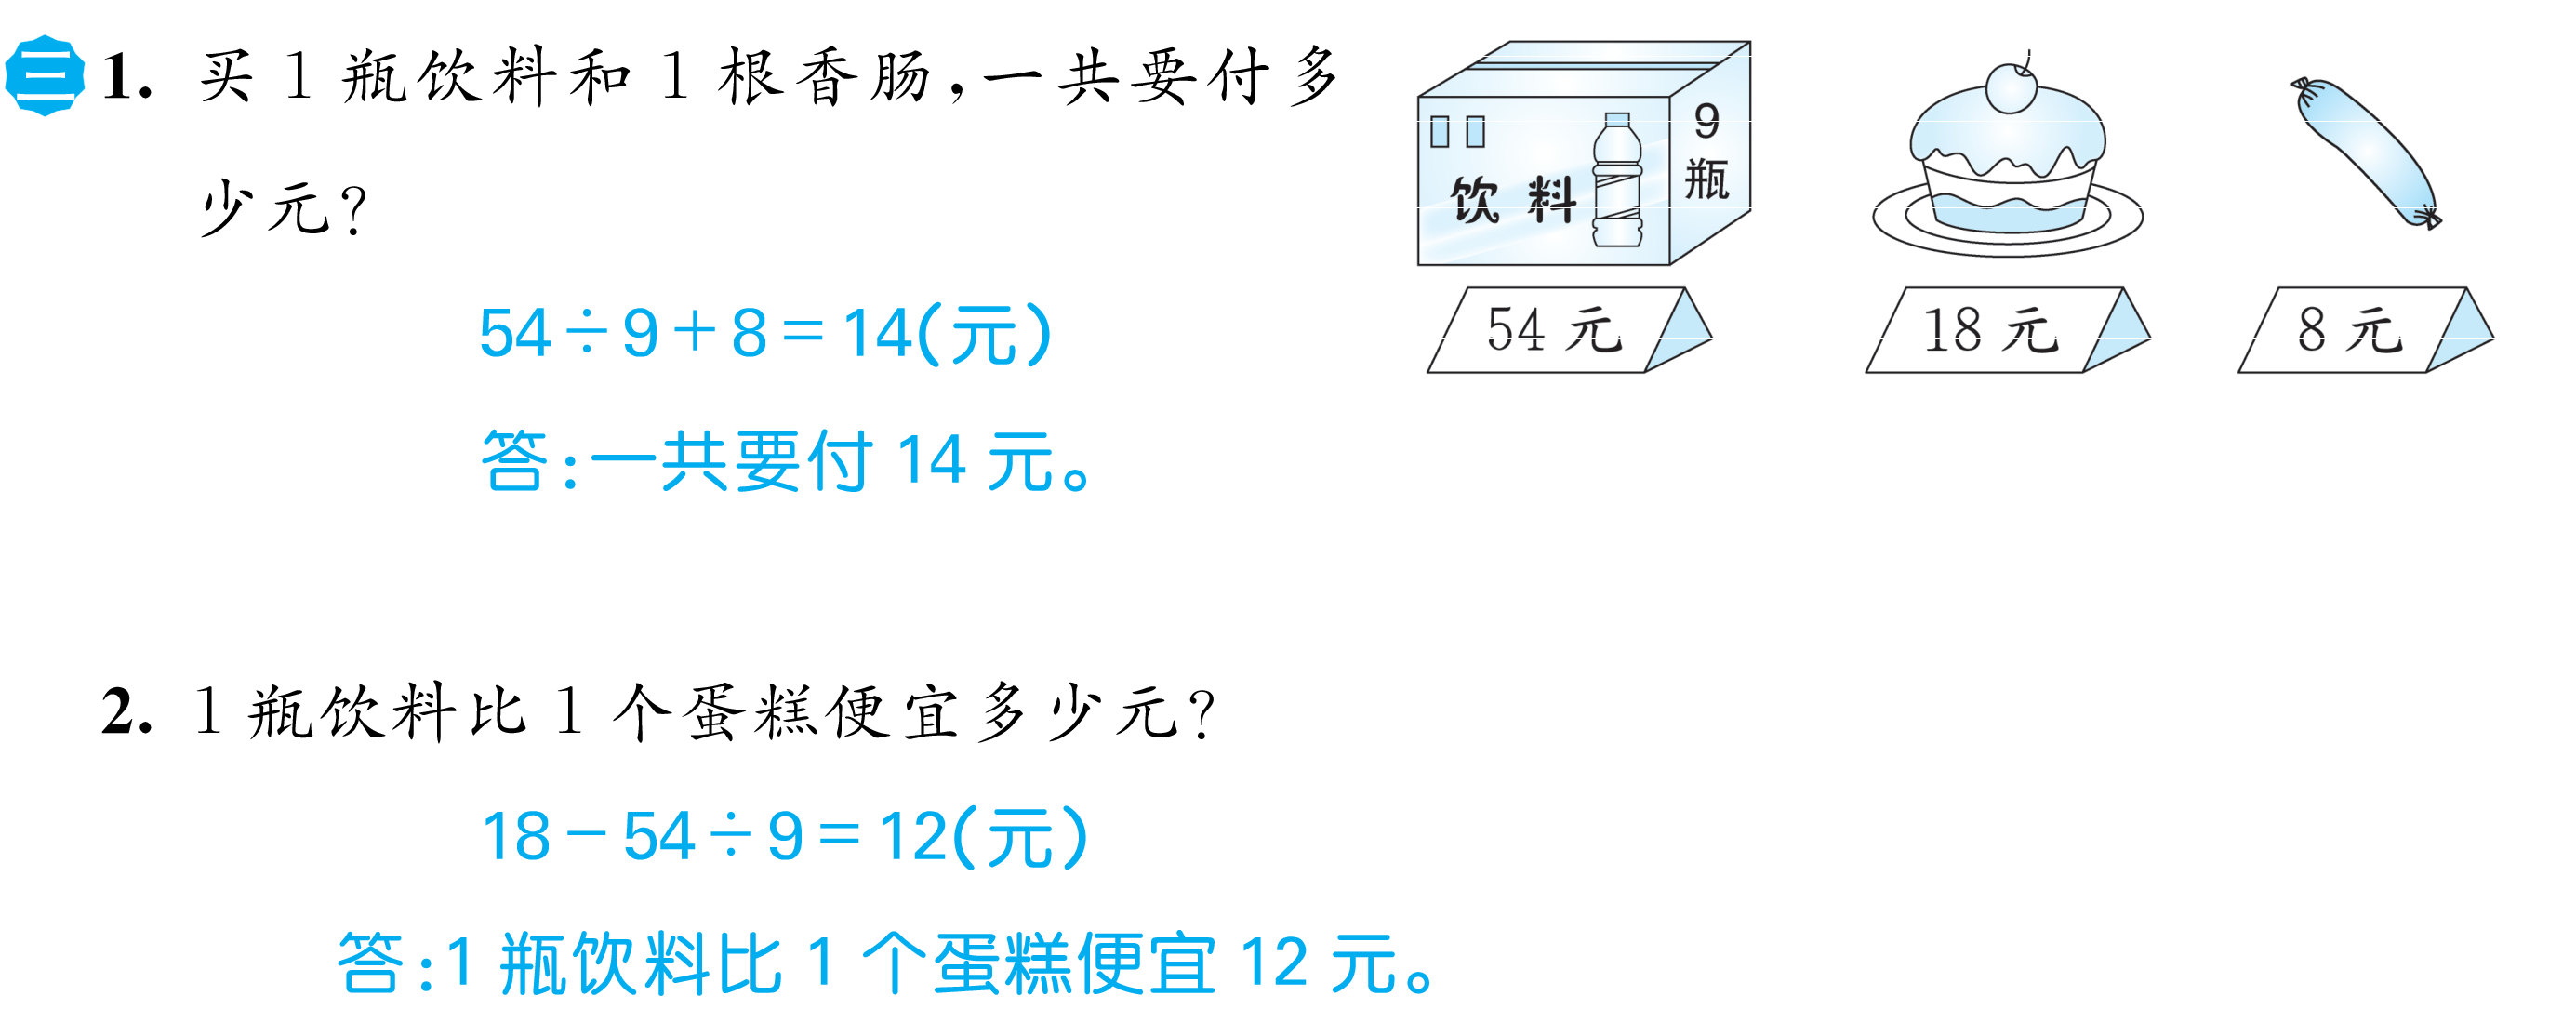 三 1. 买 1 瓶饮料和 1 根香肠,一共要付多
少元?
54÷9+8=14(元)
答:一共要付 14 元。
饮料
9
瓶
54 元
18 元
8 元
2. 1 瓶饮料比 1 个蛋糕便宜多少元?
18-54÷9=12(元)
答:1 瓶饮料比 1 个蛋糕便宜 12 元。